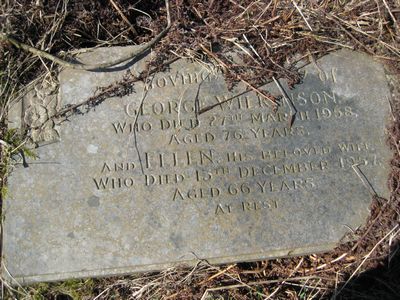 OF
GEORGE WILKINSON
WHO DIED 27TH MARCH 1958,
AGED 76 YEARS.
AND ELLEN, HIS BELOVED WIFE
WHO DIED 15TH DECEMBER 1957,
AGED 66 YEARS
AT REST